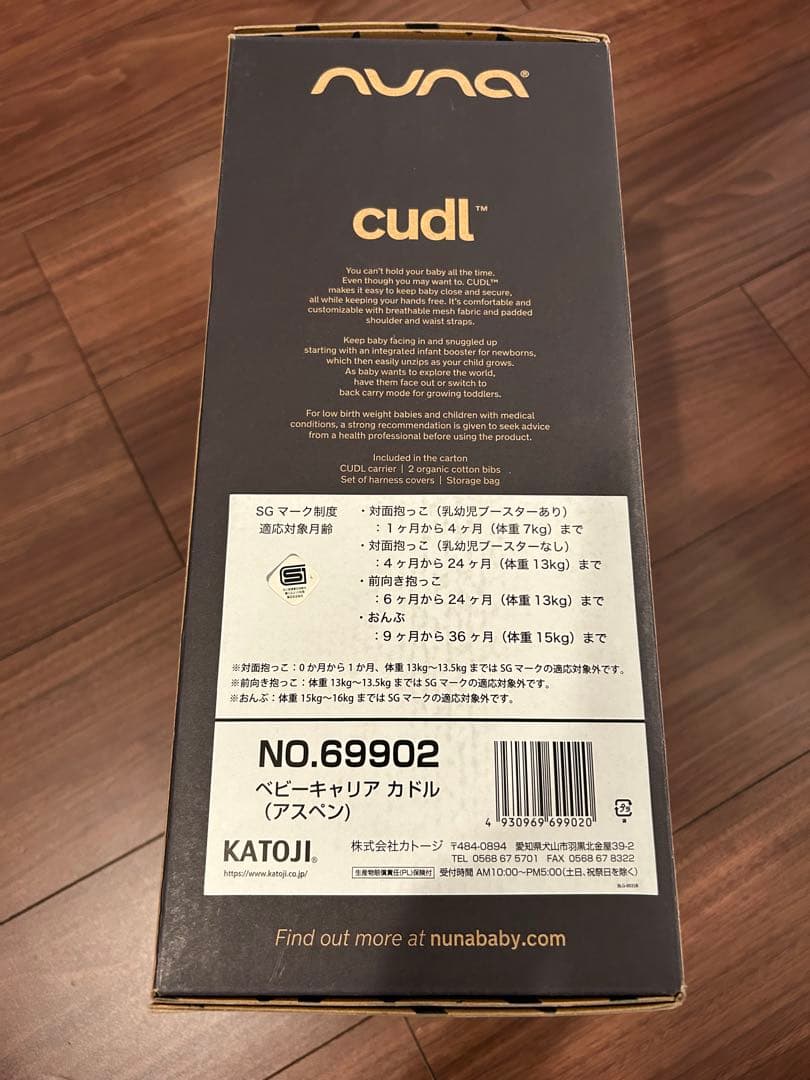 nuna®
cudl™
You can't hold your baby all the time.
Even though you may want to. CUDL™
makes it easy to keep baby close and secure,
all while keeping your hands free. It's comfortable and
customizable with breathable mesh fabric and padded
shoulder and waist straps.
Keep baby facing in and snuggled up
starting with an integrated infant booster for newborns,
which then easily unzips as your child grows.
As baby wants to explore the world,
have them face out or switch to
back carry mode for growing toddlers.
For low birth weight babies and children with medical
conditions, a strong recommendation is given to seek advice
from a health professional before using the product.
Included in the carton
CUDL carrier | 2 organic cotton bibs
Set of harness covers | Storage bag
SGマーク制度
適応対象月齢
・対面抱っこ（乳幼児ブースターあり）
：1ヶ月から4ヶ月（体重7kg）まで
・対面抱っこ（乳幼児ブースターなし）
：4ヶ月から24ヶ月（体重13kg）まで
・前向き抱っこ
：6ヶ月から24ヶ月（体重13kg）まで
・おんぶ
：9ヶ月から36ヶ月（体重15kg）まで
※対面抱っこ：0か月から1か月、体重13kg～13.5kgまではSGマークの適応対象外です。
※前向き抱っこ：体重13kg～13.5kgまではSGマークの適応対象外です。
※おんぶ：体重15kg～16kgまではSGマークの適応対象外です。
NO.69902
ベビーキャリア カドル
（アスペン）
4 930969 699020
KATOJI®
https://www.katoji.co.jp/
株式会社カトージ 〒484-0894 愛知県犬山市羽黒北金屋39-2
TEL 0568 67 5701 FAX 0568 67 8322
生産物賠償責任(PL)保険付 受付時間 AM10:00～PM5:00(土日、祝祭日を除く)
Find out more at nunababy.com